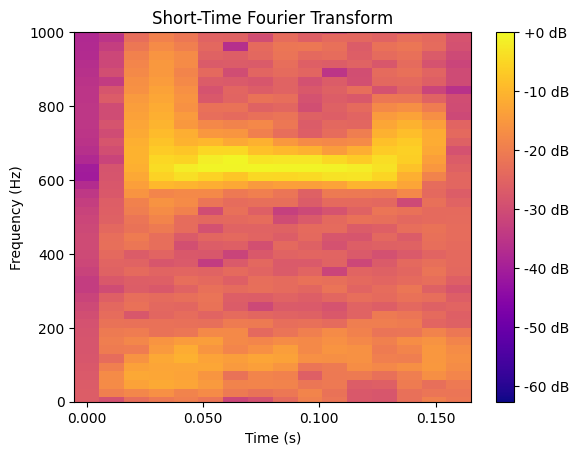 Short-Time Fourier Transform
1000
800
600
400
200
0
Frequency (Hz)
0.000
0.050
0.100
0.150
Time (s)
+0 dB
-10 dB
-20 dB
-30 dB
-40 dB
-50 dB
-60 dB